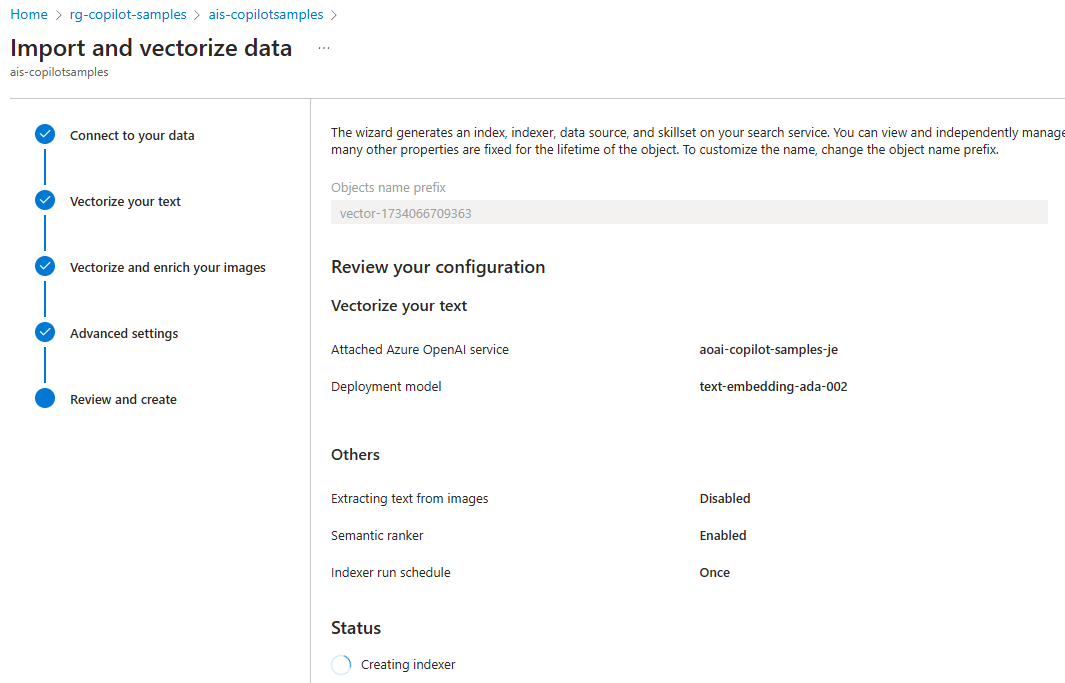 Home > rg-copilot-samples > ais-copilotsamples >
Import and vectorize data ...
ais-copilotsamples
Connect to your data
Vectorize your text
Vectorize and enrich your images
Advanced settings
Review and create
The wizard generates an index, indexer, data source, and skillset on your search service. You can view and independently manage
many other properties are fixed for the lifetime of the object. To customize the name, change the object name prefix.
Objects name prefix
vector-1734066709363
Review your configuration
Vectorize your text
Attached Azure OpenAI service aoai-copilot-samples-je
Deployment model text-embedding-ada-002
Others
Extracting text from images Disabled
Semantic ranker Enabled
Indexer run schedule Once
Status
Creating indexer